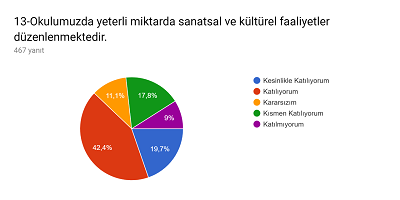 13-Okulumuzda yeterli miktarda sanatsal ve kültürel faaliyetler
düzenlenmektedir.
467 yanıt
Kesinlikle Katılıyorum
Katılıyorum
Kararsızım
Kısmen Katılıyorum
Katılmıyorum
11,1%
17,8%
9%
19,7%
42,4%